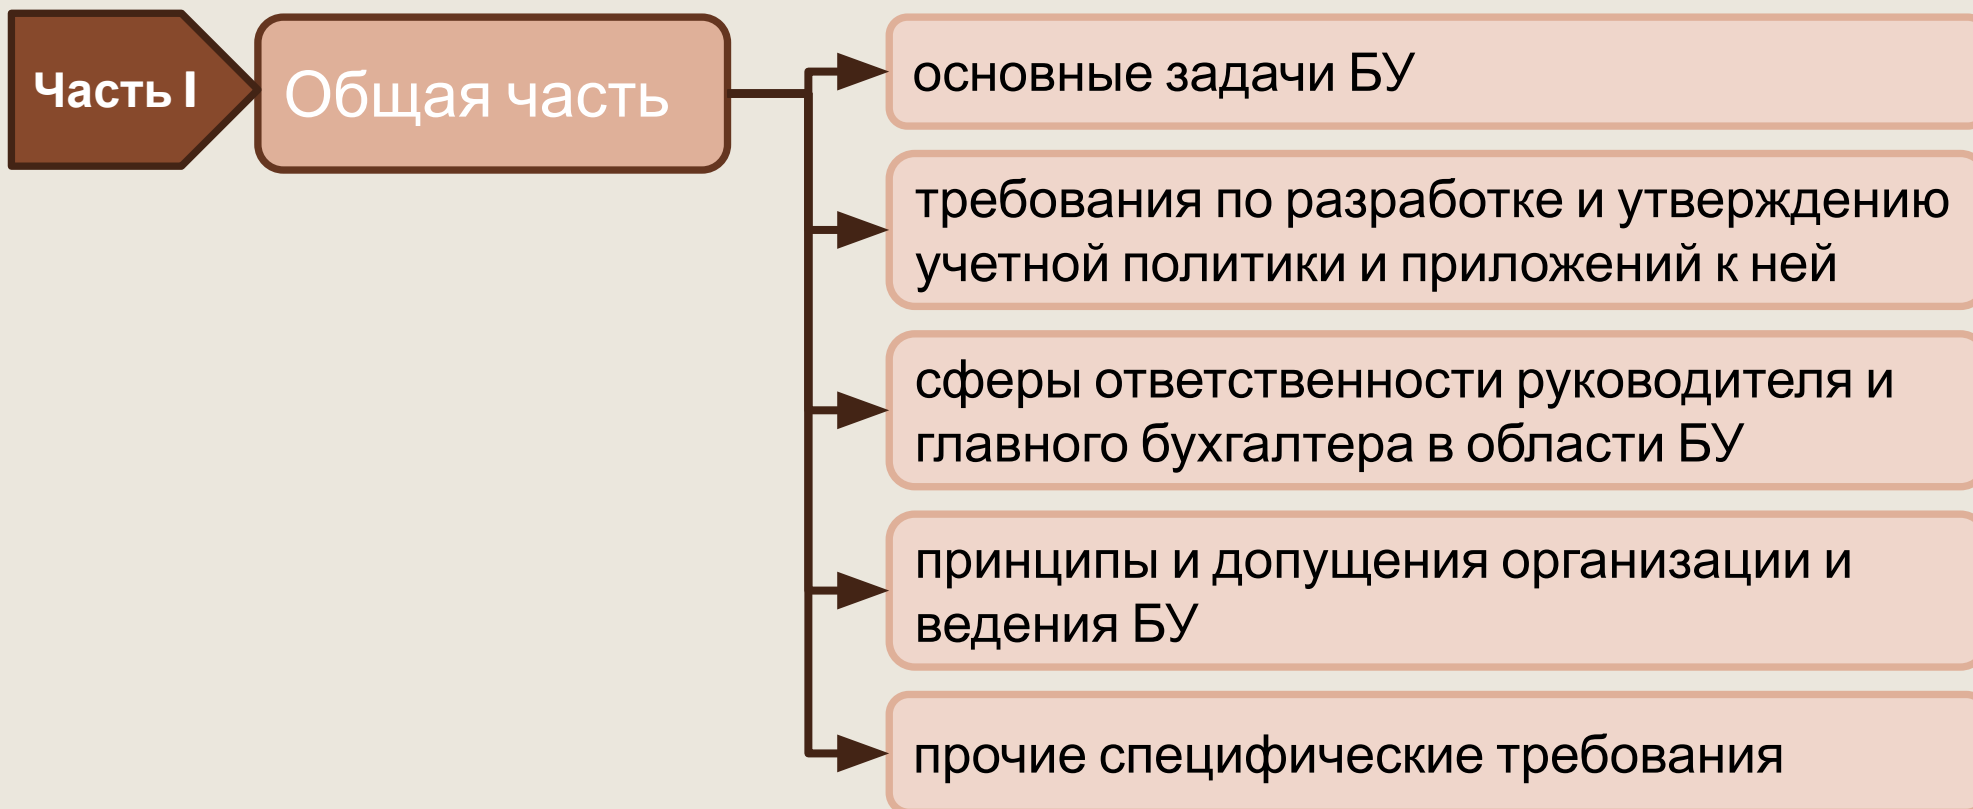 Часть I
Общая часть
основные задачи БУ
требования по разработке и утверждению
учетной политики и приложений к ней
сферы ответственности руководителя и
главного бухгалтера в области БУ
принципы и допущения организации и
ведения БУ
прочие специфические требования